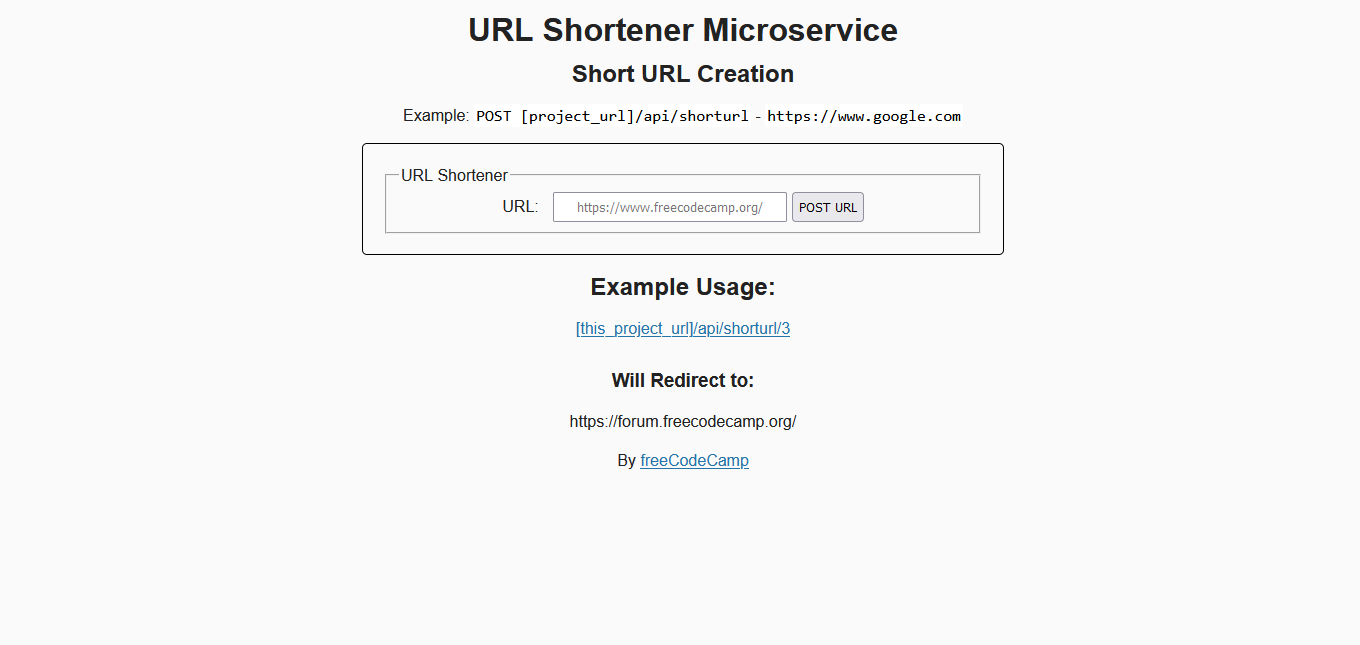 URL Shortener Microservice
Short URL Creation
Example: POST [project_url]/api/shorturl - https://www.google.com
URL Shortener
URL: https://www.freecodecamp.org/ POST URL
Example Usage:
[this_project_url]/api/shorturl/3
Will Redirect to:
https://forum.freecodecamp.org/
By freeCodeCamp